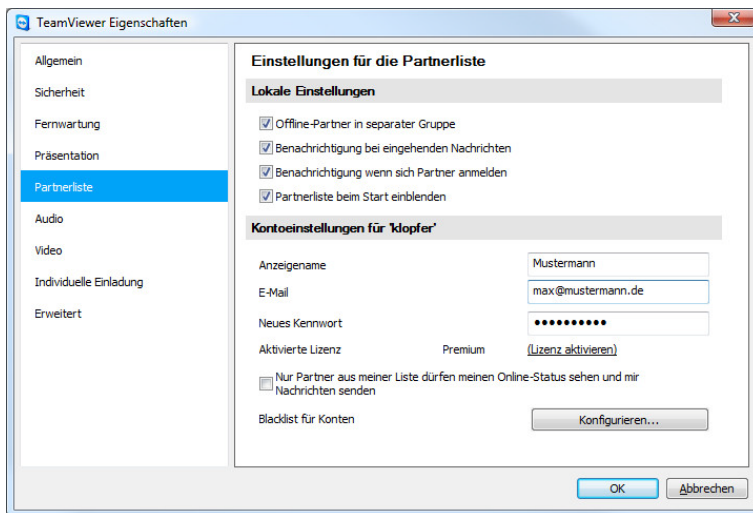 TeamViewer Eigenschaften
Allgemein
Sicherheit
Fernwartung
Präsentation
Partnerliste
Audio
Video
Individuelle Einladung
Erweitert
Einstellungen für die Partnerliste
Lokale Einstellungen
Offline-Partner in separater Gruppe
Benachrichtigung bei eingehenden Nachrichten
Benachrichtigung wenn sich Partner anmelden
Partnerliste beim Start einblenden
Kontoeinstellungen für 'klopfer'
Anzeigename Mustermann
E-Mail max@mustermann.de
Neues Kennwort ●●●●●●●●●●
Aktivierte Lizenz Premium (Lizenz aktivieren)
Nur Partner aus meiner Liste dürfen meinen Online-Status sehen und mir
Nachrichten senden
Blacklist für Konten Konfigurieren...
OK Abbrechen